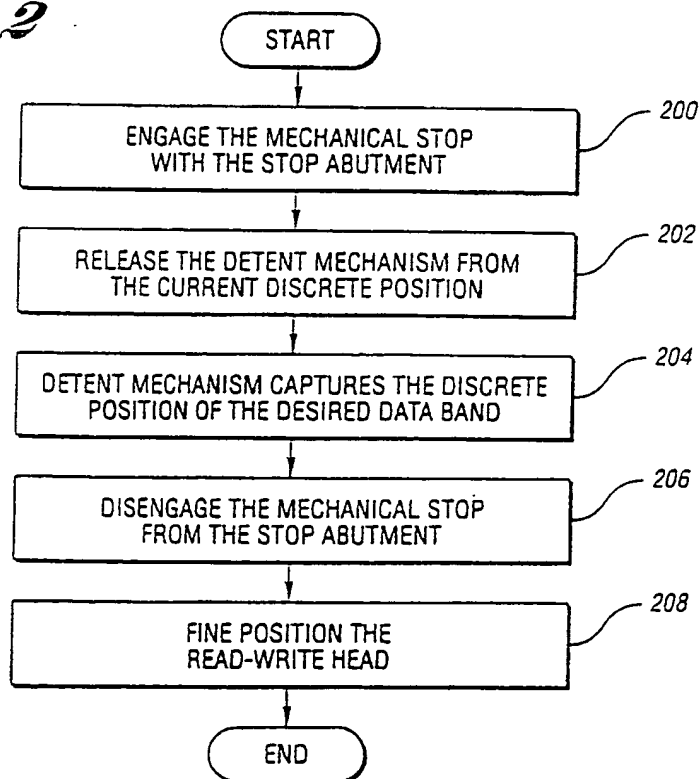 2
START
ENGAGE THE MECHANICAL STOP
WITH THE STOP ABUTMENT
200
RELEASE THE DETENT MECHANISM FROM
THE CURRENT DISCRETE POSITION
202
DETENT MECHANISM CAPTURES THE DISCRETE
POSITION OF THE DESIRED DATA BAND
204
DISENGAGE THE MECHANICAL STOP
FROM THE STOP ABUTMENT
206
FINE POSITION THE
READ-WRITE HEAD
208
END